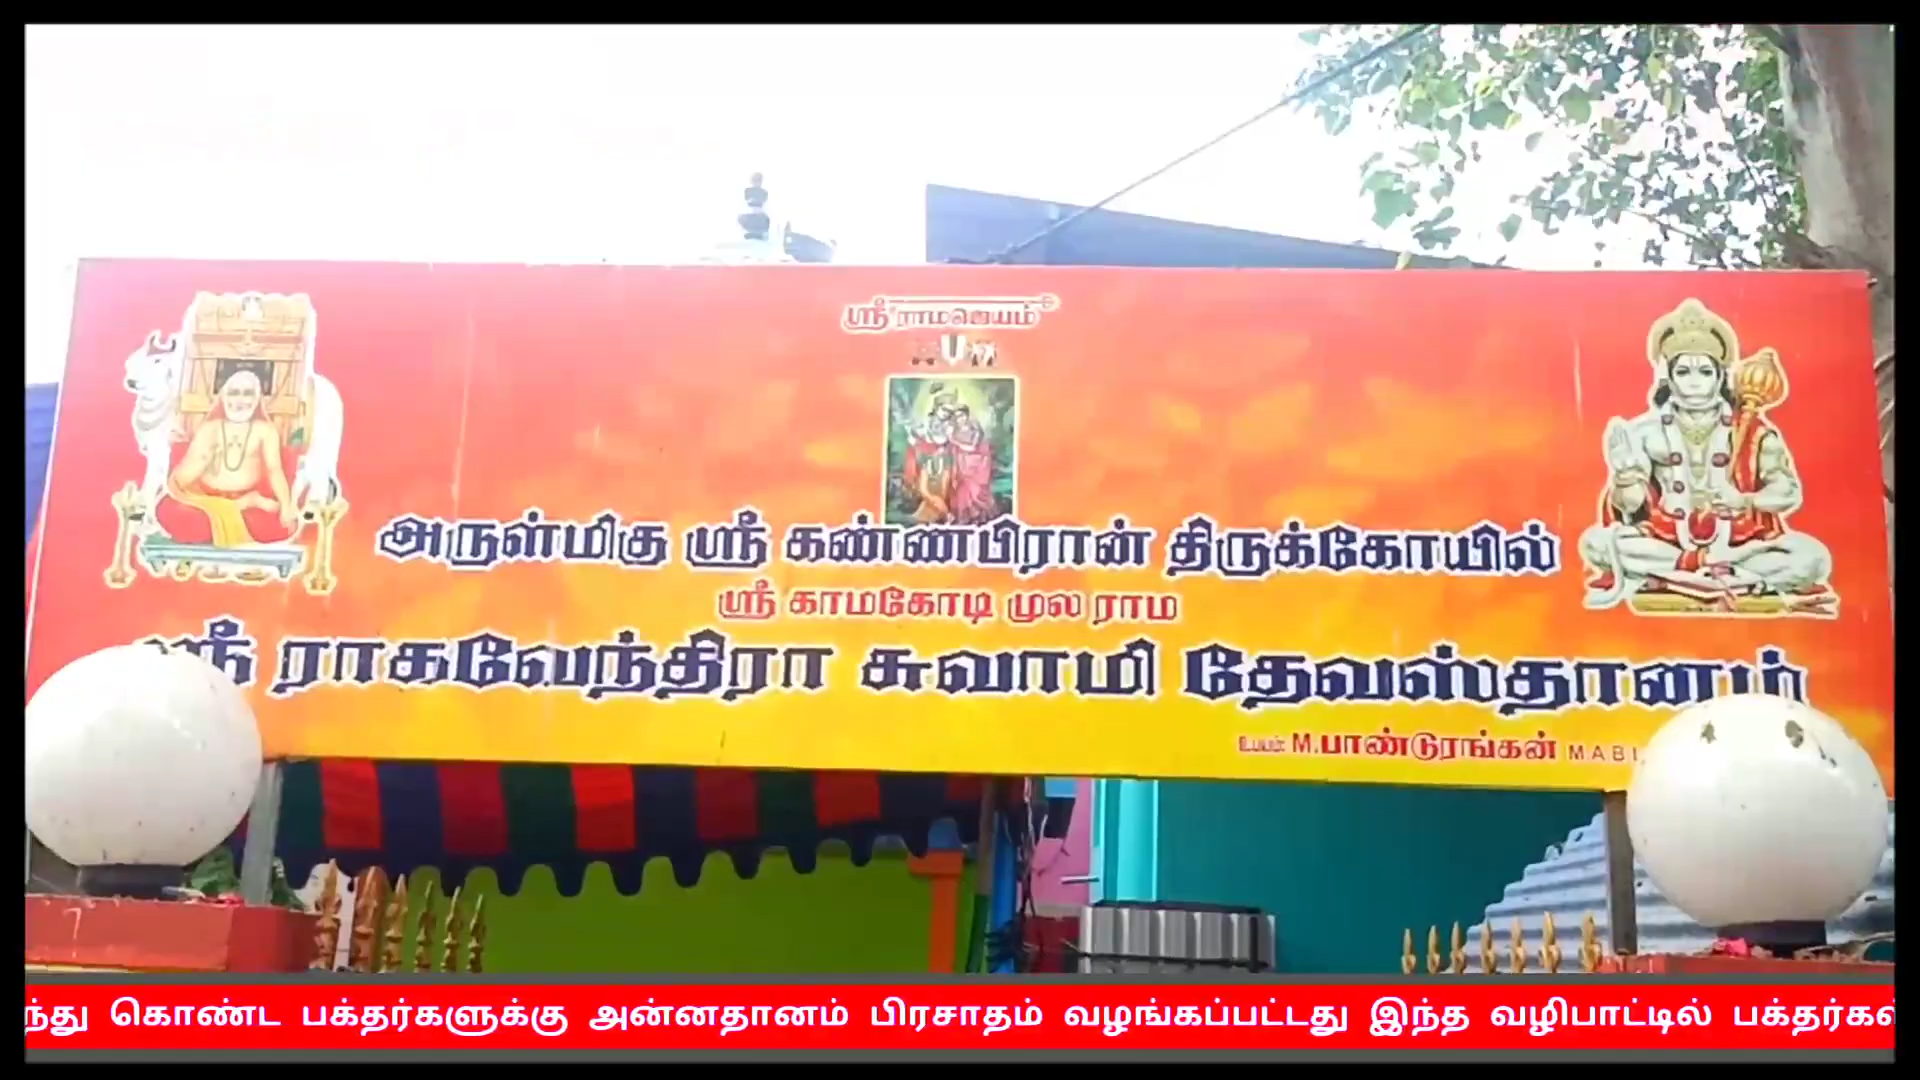 ஸ்ரீ ராமஜெயம்
அருள்மிகு ஸ்ரீ கண்ணபிரான் திருக்கோயில்
ஸ்ரீ காமகோடி முல ராம
ஸ்ரீ ராகவேந்திரா சுவாமி தேவஸ்தானம்
உபயம்: M.பாண்டுரங்கன்
ந்து கொண்ட பக்தர்களுக்கு அன்னதானம் பிரசாதம் வழங்கப்பட்டது இந்த வழிபாட்டில் பக்தர்கள்